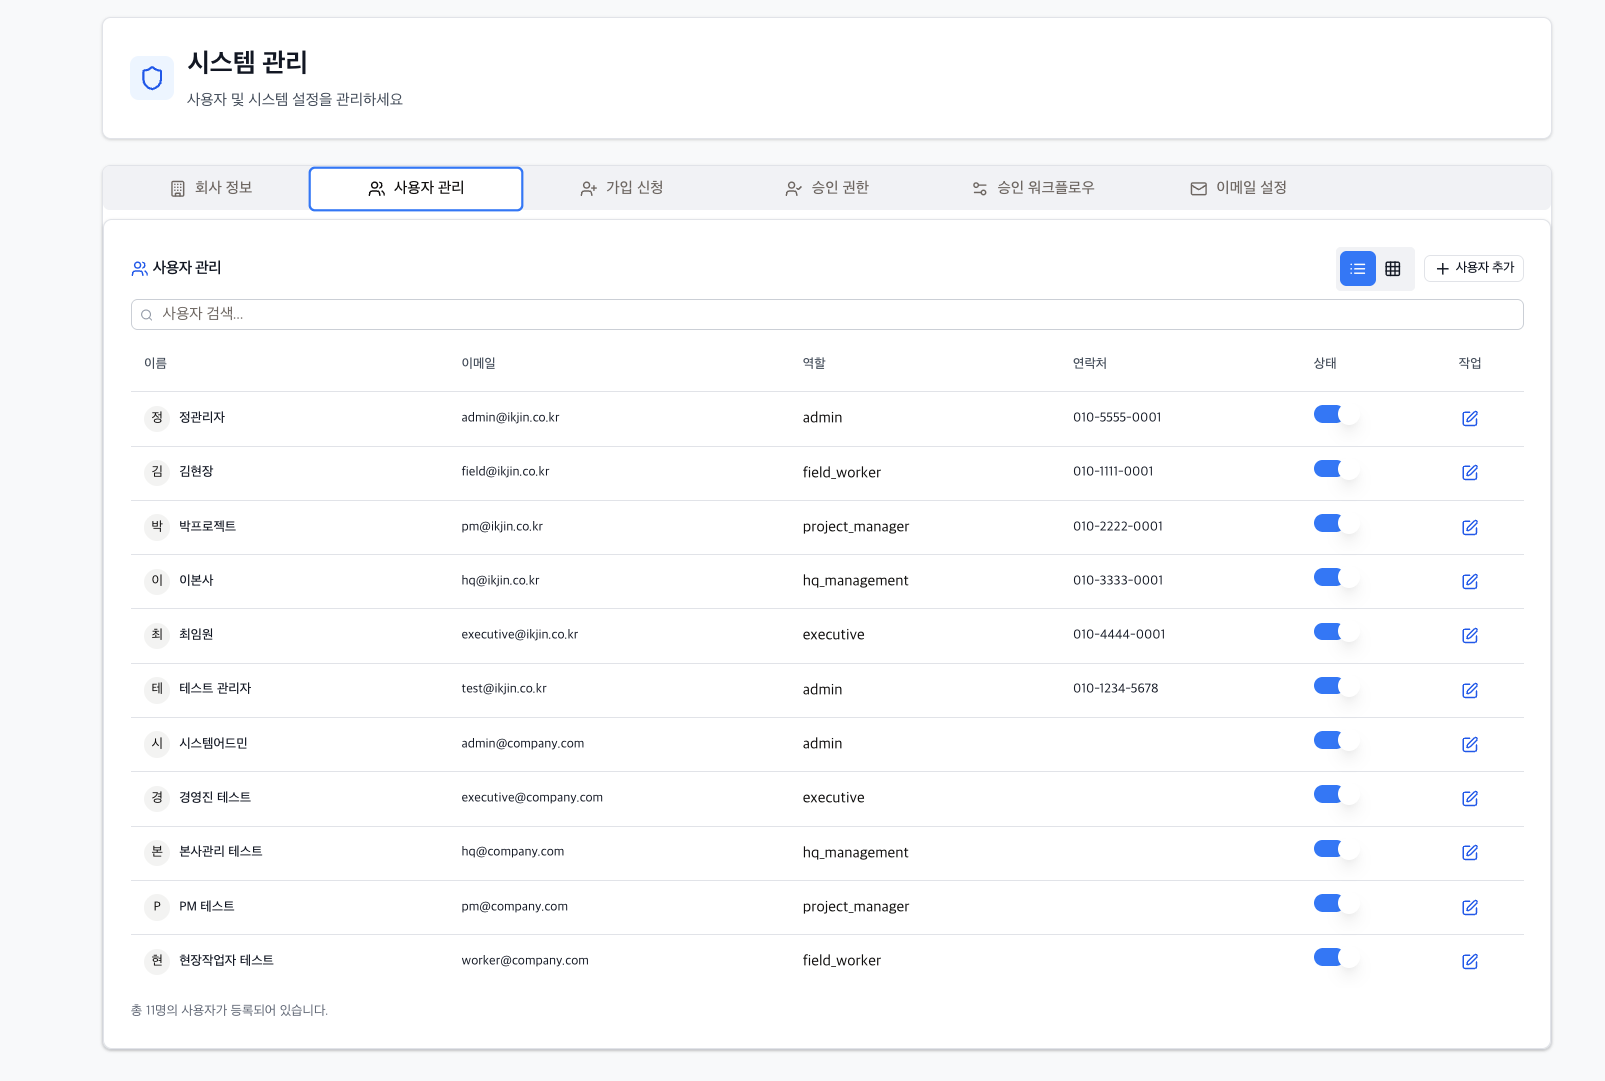 시스템 관리
사용자 및 시스템 설정을 관리하세요
회사 정보 사용자 관리 가입 신청 승인 권한 승인 워크플로우 이메일 설정
사용자 관리 사용자 추가
사용자 검색...
이름 이메일 역할 연락처 상태 작업
정 정관리자 admin@ikjin.co.kr admin 010-5555-0001
김 김현장 field@ikjin.co.kr field_worker 010-1111-0001
박 박프로젝트 pm@ikjin.co.kr project_manager 010-2222-0001
이 이본사 hq@ikjin.co.kr hq_management 010-3333-0001
최 최임원 executive@ikjin.co.kr executive 010-4444-0001
테 테스트 관리자 test@ikjin.co.kr admin 010-1234-5678
시 시스템어드민 admin@company.com admin
경 경영진 테스트 executive@company.com executive
본 본사관리 테스트 hq@company.com hq_management
P PM 테스트 pm@company.com project_manager
현 현장작업자 테스트 worker@company.com field_worker
총 11명의 사용자가 등록되어 있습니다.